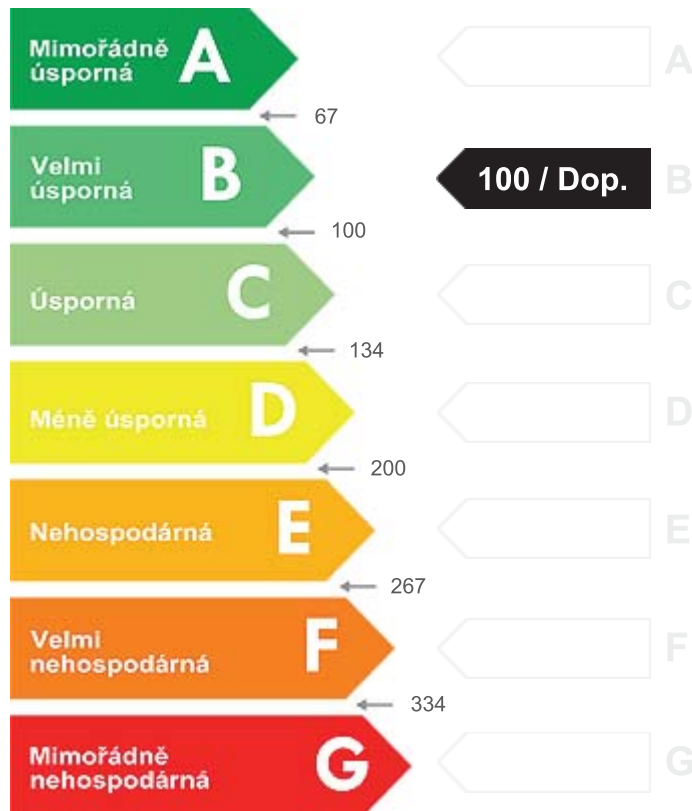 Mimořádně
úsporná
A
A
67
Velmi
úsporná
B
100 / Dop.
B
100
Úsporná
C
C
134
Méně úsporná
D
D
200
Nehospodárná
E
E
267
Velmi
nehospodárná
F
F
334
Mimořádně
nehospodárná
G
G